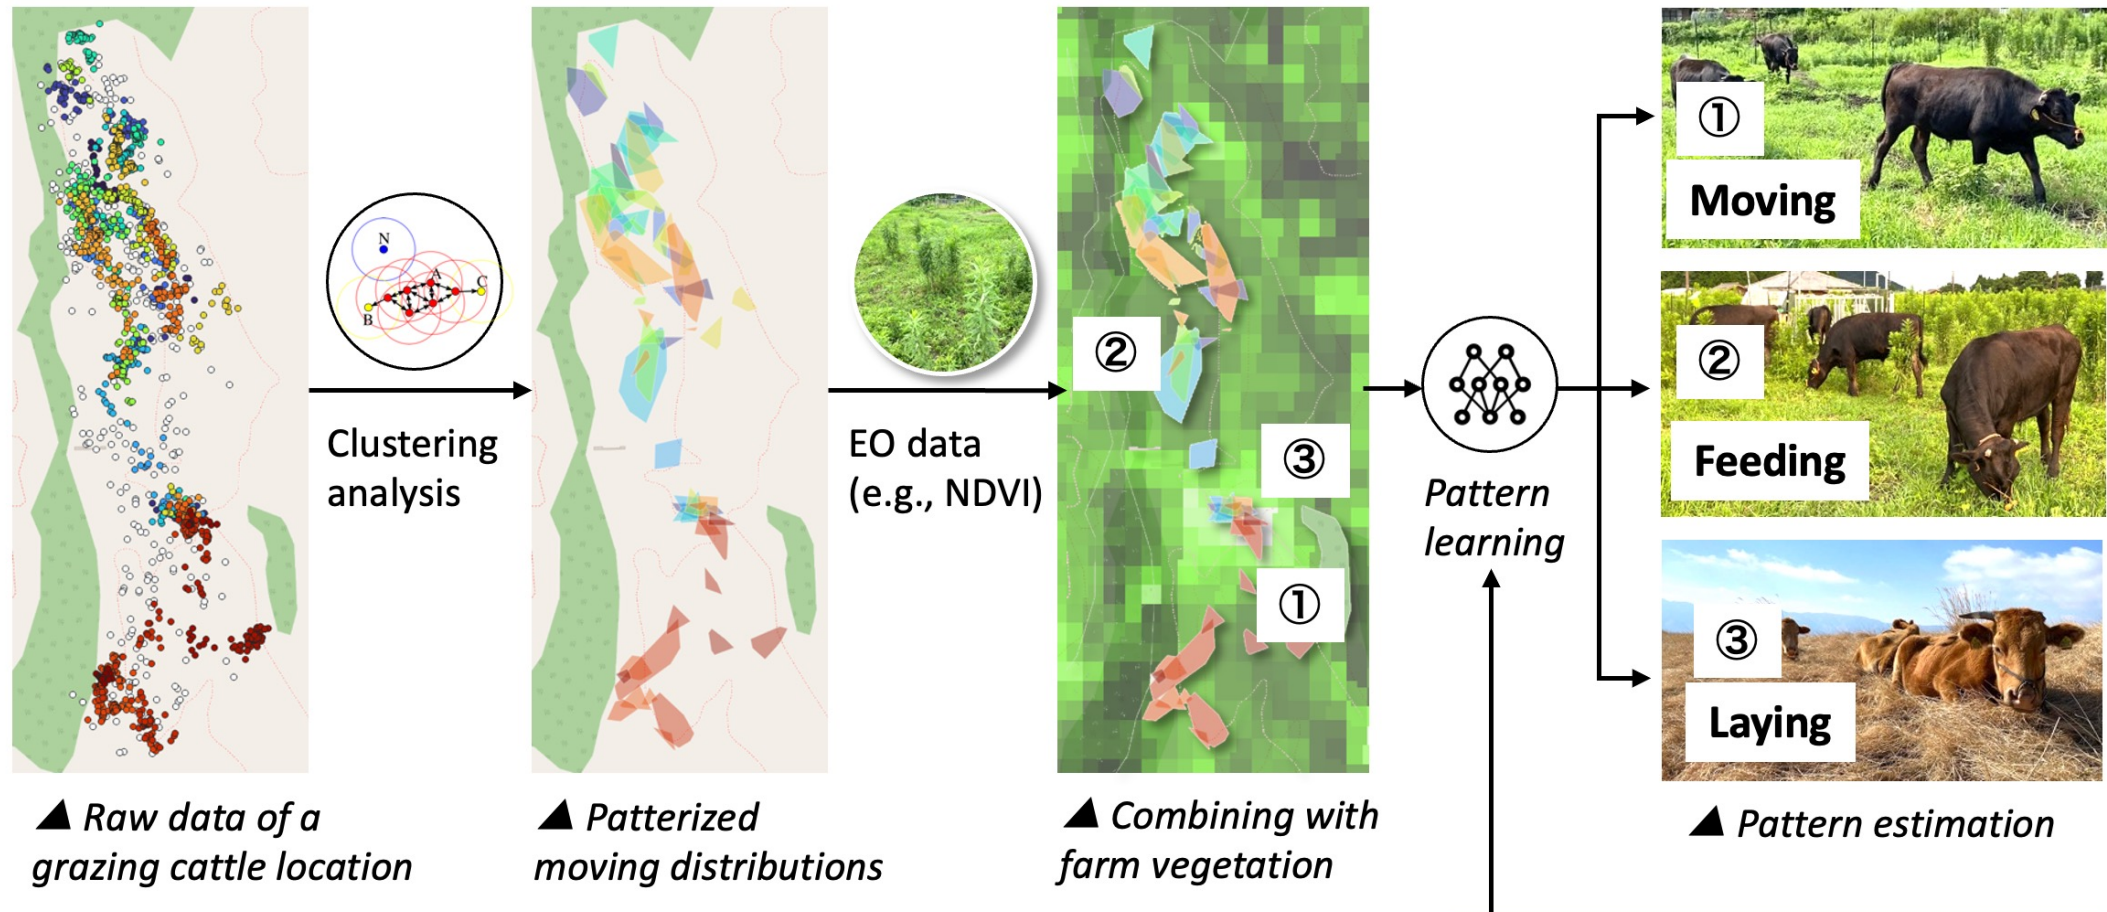 N
A
C
B
Clustering
analysis
EO data
(e.g., NDVI)
②
③
①
Pattern
learning
①
Moving
②
Feeding
③
Laying
◢ Raw data of a
grazing cattle location
◢ Patterized
moving distributions
◢ Combining with
farm vegetation
◢ Pattern estimation